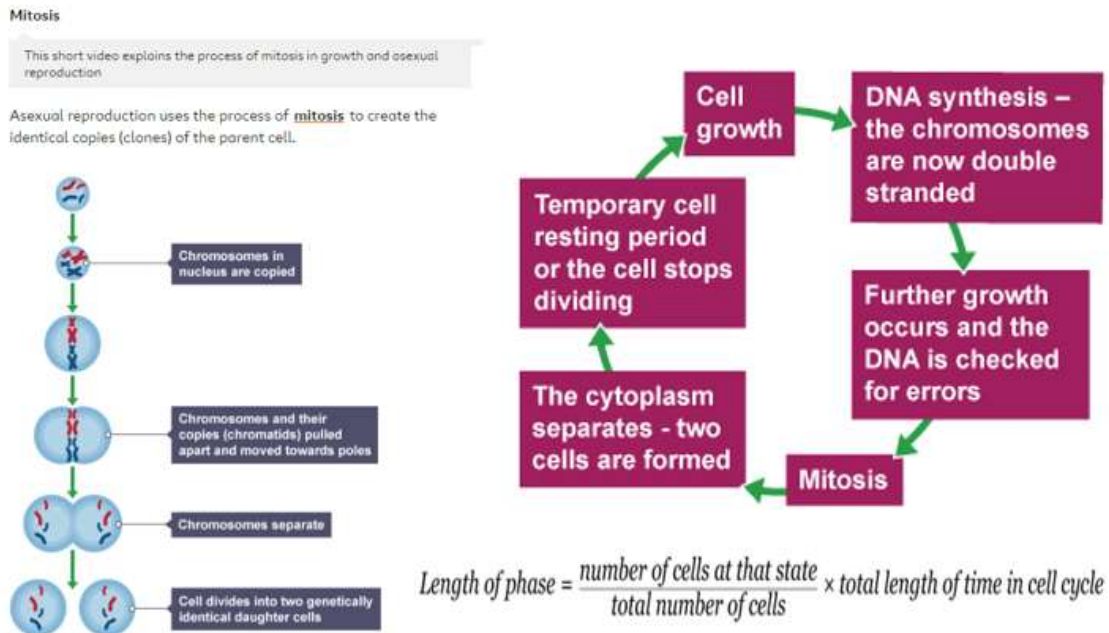 Mitosis
This short video explains the process of mitosis in growth and asexual
reproduction
Asexual reproduction uses the process of mitosis to create the
identical copies (clones) of the parent cell.
Chromosomes in
nucleus are copied
Chromosomes and their
copies (chromatids) pulled
apart and moved towards poles
Chromosomes separate
Cell divides into two genetically
identical daughter cells
Cell
growth
DNA synthesis –
the chromosomes
are now double
stranded
Further growth
occurs and the
DNA is checked
for errors
Mitosis
The cytoplasm
separates - two
cells are formed
Temporary cell
resting period
or the cell stops
dividing
Length of phase = number of cells at that state / total number of cells × total length of time in cell cycle